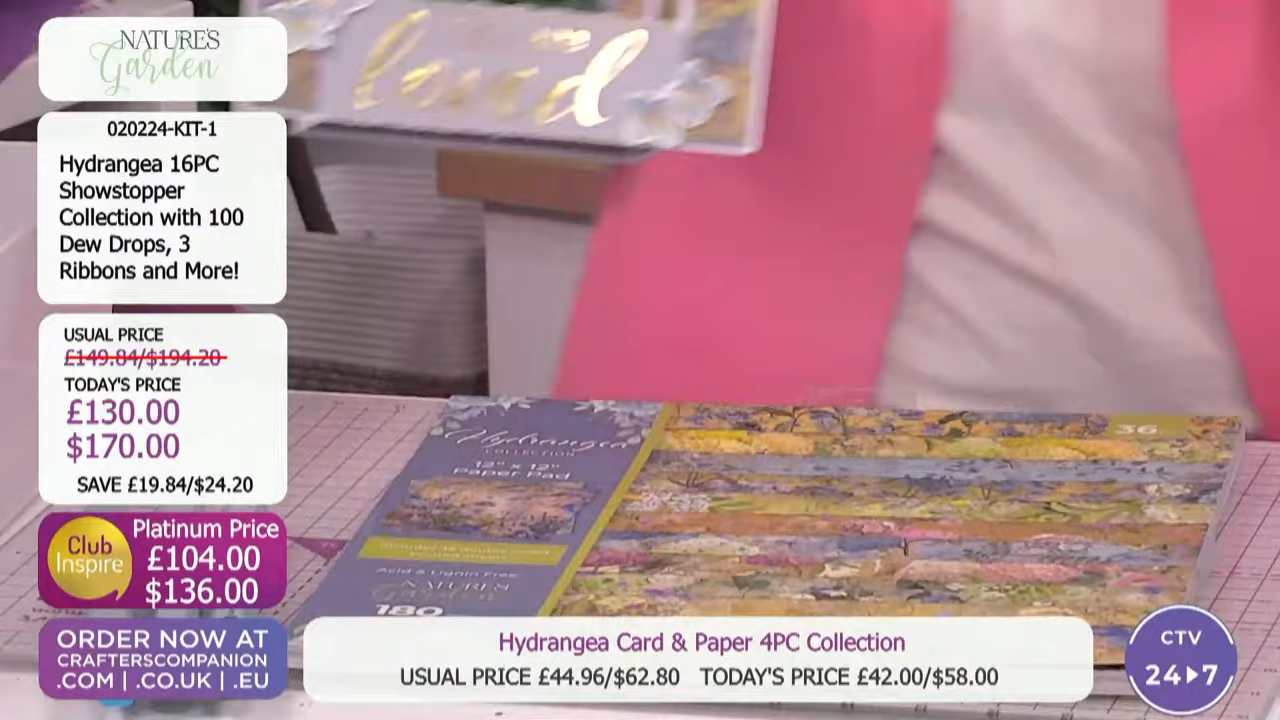 NATURE'S
Garden
020224-KIT-1
Hydrangea 16PC
Showstopper
Collection with 100
Dew Drops, 3
Ribbons and More!
USUAL PRICE
£149.84/$194.20
TODAY'S PRICE
£130.00
$170.00
SAVE £19.84/$24.20
Club
Inspire
Platinum Price
£104.00
$136.00
ORDER NOW AT
CRAFTERSCOMPANION
.COM | .CO.UK | .EU
Hydrangea
COLLECTION
12" x 12"
Paper Pad
Acid & Lignin Free
NATURE'S
180
36
Hydrangea Card & Paper 4PC Collection
USUAL PRICE £44.96/$62.80 TODAY'S PRICE £42.00/$58.00
CTV
24▶7